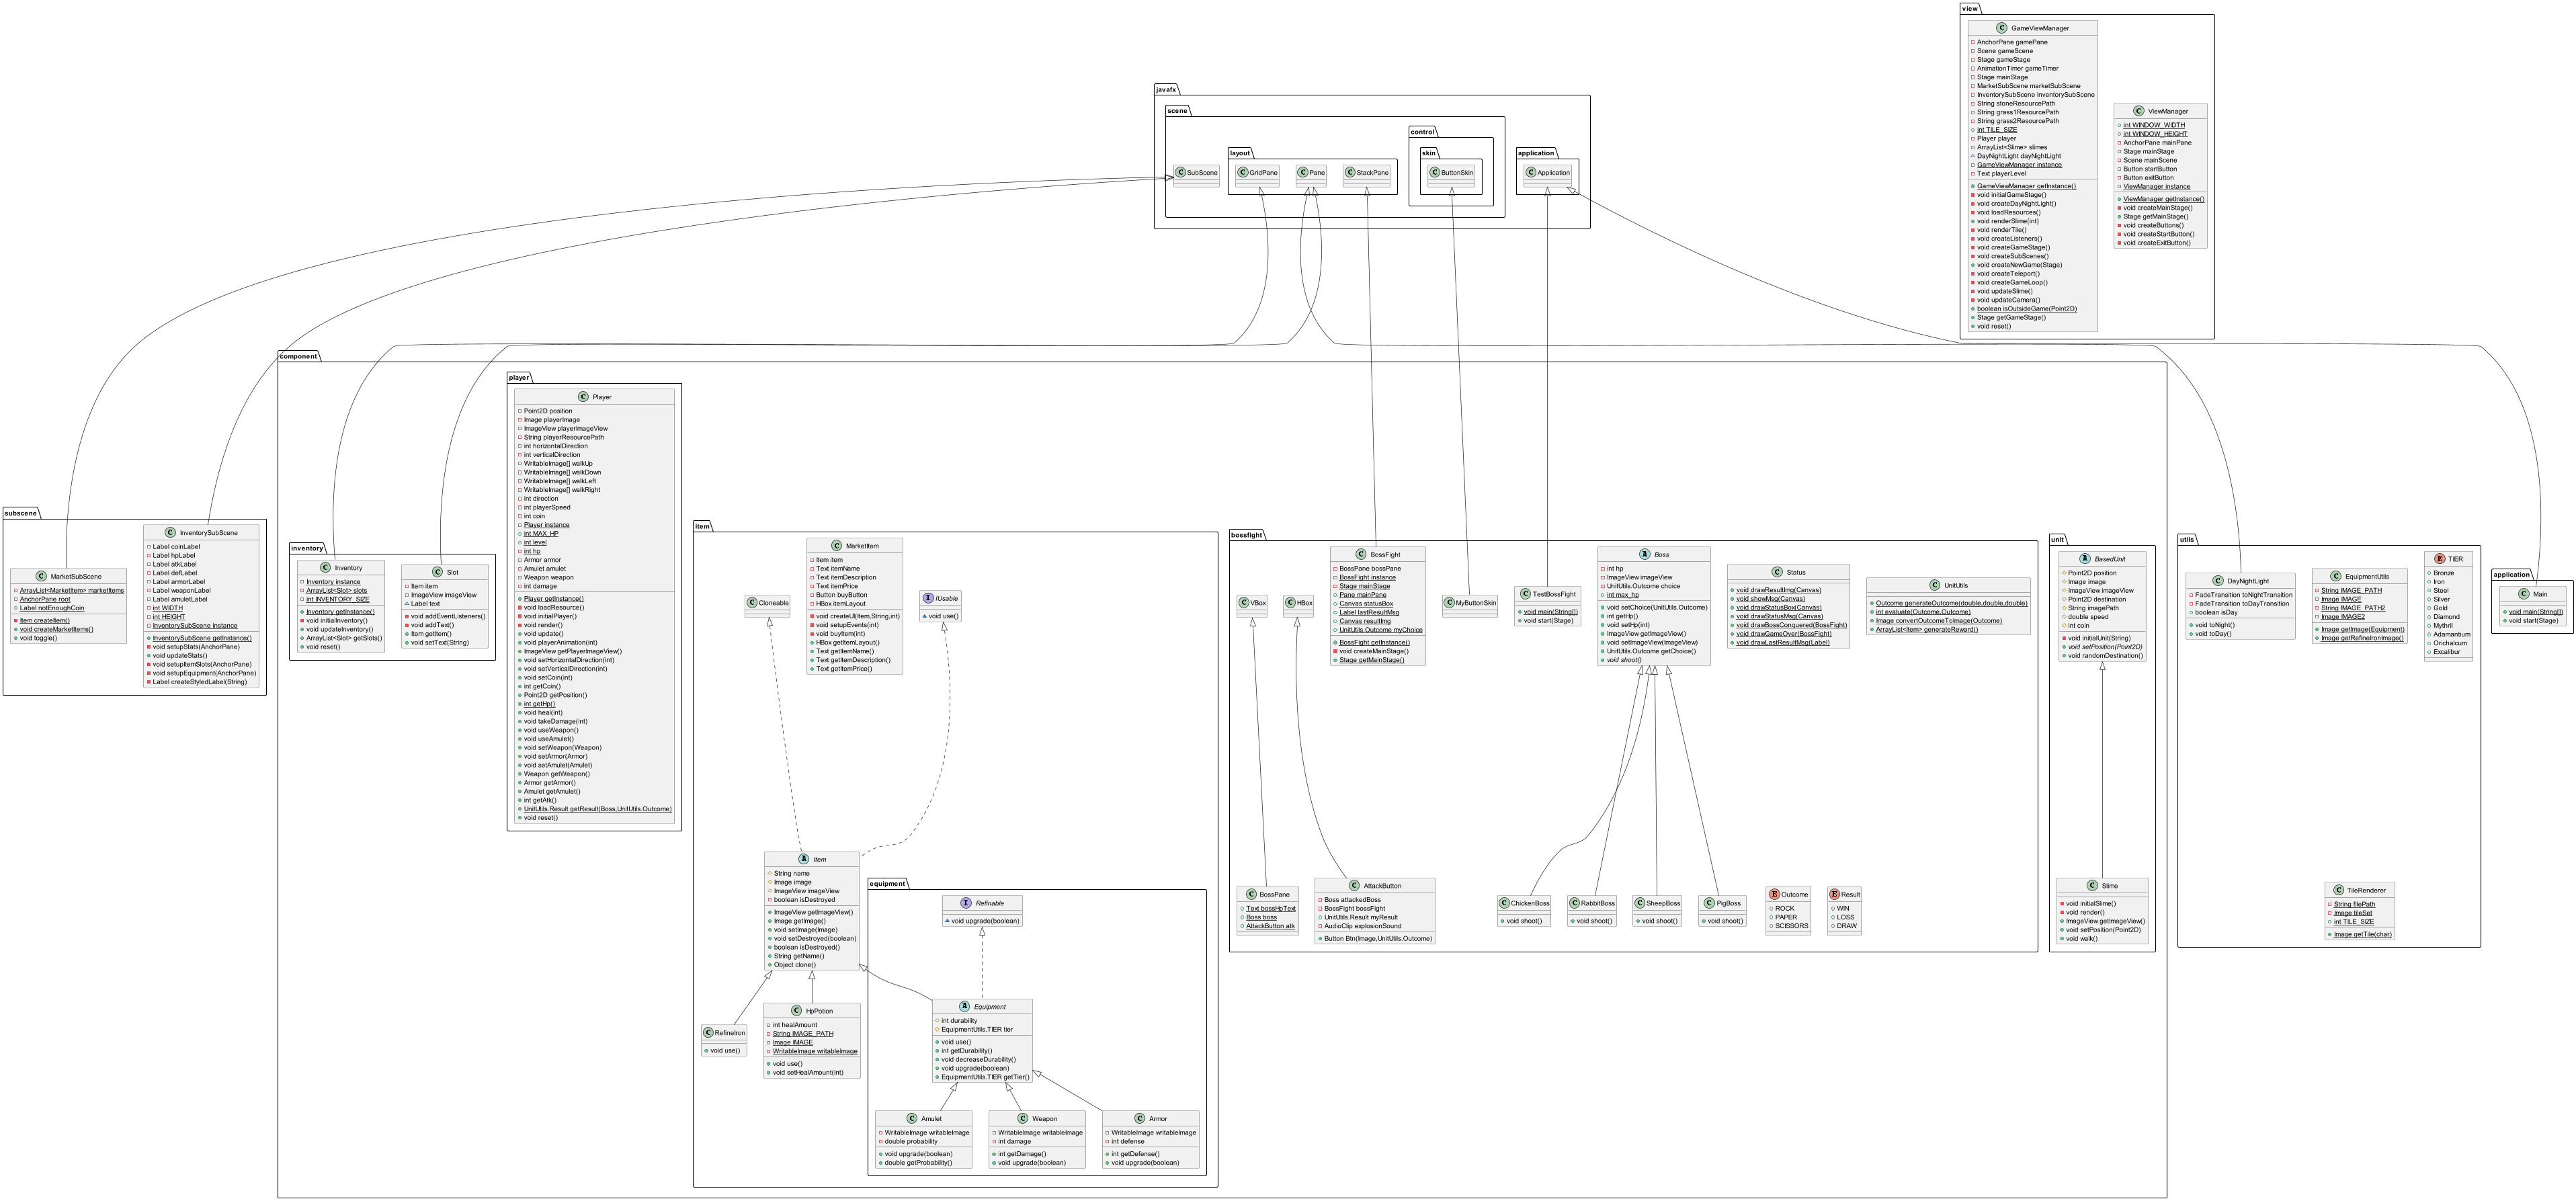 view
GameViewManager
AnchorPane gamePane
Scene gameScene
Stage gameStage
AnimationTimer gameTimer
Stage mainStage
MarketSubScene marketSubScene
InventorySubScene inventorySubScene
String stoneResourcePath
String grass1ResourcePath
String grass2ResourcePath
int TILE_SIZE
Player player
ArrayList<Slime> slimes
DayNightLight dayNightLight
GameViewManager instance
Text playerLevel
GameViewManager getInstance()
void initialGameStage()
void createDayNightLight()
void loadResources()
void renderSlime(int)
void renderTile()
void createListeners()
void createGameStage()
void createSubScenes()
void createNewGame(Stage)
void createTeleport()
void createGameLoop()
void updateSlime()
void updateCamera()
boolean isOutsideGame(Point2D)
Stage getGameStage()
void reset()
ViewManager
int WINDOW_WIDTH
int WINDOW_HEIGHT
AnchorPane mainPane
Stage mainStage
Scene mainScene
Button startButton
Button exitButton
ViewManager instance
ViewManager getInstance()
void createMainStage()
Stage getMainStage()
void createButtons()
void createStartButton()
void createExitButton()
javafx
scene
SubScene
layout
GridPane
Pane
StackPane
control
skin
ButtonSkin
application
Application
subscene
MarketSubScene
ArrayList<MarketItem> marketItems
AnchorPane root
Label notEnoughCoin
Item createItem()
void createMarketItems()
void toggle()
InventorySubScene
Label coinLabel
Label hpLabel
Label atkLabel
Label defLabel
Label armorLabel
Label weaponLabel
Label amuletLabel
int WIDTH
int HEIGHT
InventorySubScene instance
InventorySubScene getInstance()
void setupStats(AnchorPane)
void updateStats()
void setupItemSlots(AnchorPane)
void setupEquipment(AnchorPane)
Label createStyledLabel(String)
component
inventory
Inventory
Inventory instance
ArrayList<Slot> slots
int INVENTORY_SIZE
Inventory getInstance()
void initialInventory()
void updateInventory()
ArrayList<Slot> getSlots()
void reset()
Slot
Item item
ImageView imageView
Label text
void addEventListeners()
void addText()
Item getItem()
void setText(String)
player
Player
Point2D position
Image playerImage
ImageView playerImageView
String playerResourcePath
int horizontalDirection
int verticalDirection
WritableImage[] walkUp
WritableImage[] walkDown
WritableImage[] walkLeft
WritableImage[] walkRight
int direction
int playerSpeed
int coin
Player instance
int MAX_HP
int level
int hp
Armor armor
Amulet amulet
Weapon weapon
int damage
Player getInstance()
void loadResource()
void initialPlayer()
void render()
void update()
void playerAnimation(int)
ImageView getPlayerImageView()
void setHorizontalDirection(int)
void setVerticalDirection(int)
void setCoin(int)
int getCoin()
Point2D getPosition()
int getHp()
void heal(int)
void takeDamage(int)
void useWeapon()
void useAmulet()
void setWeapon(Weapon)
void setArmor(Armor)
void setAmulet(Amulet)
Weapon getWeapon()
Armor getArmor()
Amulet getAmulet()
int getAtk()
UnitUtils.Result getResult(Boss,UnitUtils.Outcome)
void reset()
item
MarketItem
Item item
Text itemName
Text itemDescription
Text itemPrice
Button buyButton
HBox itemLayout
void createUI(Item,String,int)
void setupEvents(int)
void buyItem(int)
HBox getItemLayout()
Text getItemName()
Text getItemDescription()
Text getItemPrice()
Cloneable
IUsable
void use()
Item
String name
Image image
ImageView imageView
boolean isDestroyed
ImageView getImageView()
Image getImage()
void setImage(Image)
void setDestroyed(boolean)
boolean isDestroyed()
String getName()
Object clone()
RefineIron
void use()
HpPotion
int healAmount
String IMAGE_PATH
Image IMAGE
WritableImage writableImage
void use()
void setHealAmount(int)
equipment
Refinable
void upgrade(boolean)
Equipment
int durability
EquipmentUtils.TIER tier
void use()
int getDurability()
void decreaseDurability()
void upgrade(boolean)
EquipmentUtils.TIER getTier()
Amulet
WritableImage writableImage
double probability
void upgrade(boolean)
double getProbability()
Weapon
WritableImage writableImage
int damage
int getDamage()
void upgrade(boolean)
Armor
WritableImage writableImage
int defense
int getDefense()
void upgrade(boolean)
bossfight
BossFight
BossPane bossPane
BossFight instance
Stage mainStage
Pane mainPane
Canvas statusBox
Label lastResultMsg
Canvas resultImg
UnitUtils.Outcome myChoice
BossFight getInstance()
void createMainStage()
Stage getMainStage()
VBox
HBox
MyButtonSkin
TestBossFight
void main(String[])
void start(Stage)
Boss
int hp
ImageView imageView
UnitUtils.Outcome choice
int max_hp
void setChoice(UnitUtils.Outcome)
int getHp()
void setHp(int)
ImageView getImageView()
void setImageView(ImageView)
UnitUtils.Outcome getChoice()
void shoot()
Status
void drawResultImg(Canvas)
void showMsg(Canvas)
void drawStatusBox(Canvas)
void drawStatusMsg(Canvas)
void drawBossConquered(BossFight)
void drawGameOver(BossFight)
void drawLastResultMsg(Label)
UnitUtils
Outcome generateOutcome(double,double,double)
int evaluate(Outcome,Outcome)
Image convertOutcomeToImage(Outcome)
ArrayList<Item> generateReward()
BossPane
Text bossHpText
Boss boss
AttackButton atk
AttackButton
Boss attackedBoss
BossFight bossFight
UnitUtils.Result myResult
AudioClip explosionSound
Button Btn(Image,UnitUtils.Outcome)
ChickenBoss
void shoot()
RabbitBoss
void shoot()
SheepBoss
void shoot()
PigBoss
void shoot()
Outcome
ROCK
PAPER
SCISSORS
Result
WIN
LOSS
DRAW
unit
BasedUnit
Point2D position
Image image
ImageView imageView
Point2D destination
String imagePath
double speed
int coin
void initialUnit(String)
void setPosition(Point2D)
void randomDestination()
Slime
void initialSlime()
void render()
ImageView getImageView()
void setPosition(Point2D)
void walk()
utils
DayNightLight
FadeTransition toNightTransition
FadeTransition toDayTransition
boolean isDay
void toNight()
void toDay()
EquipmentUtils
String IMAGE_PATH
Image IMAGE
String IMAGE_PATH2
Image IMAGE2
Image getImage(Equipment)
Image getRefineIronImage()
TIER
Bronze
Iron
Steel
Silver
Gold
Diamond
Mythril
Adamantium
Orichalcum
Excalibur
TileRenderer
String filePath
Image tileSet
int TILE_SIZE
Image getTile(char)
application
Main
void main(String[])
void start(Stage)